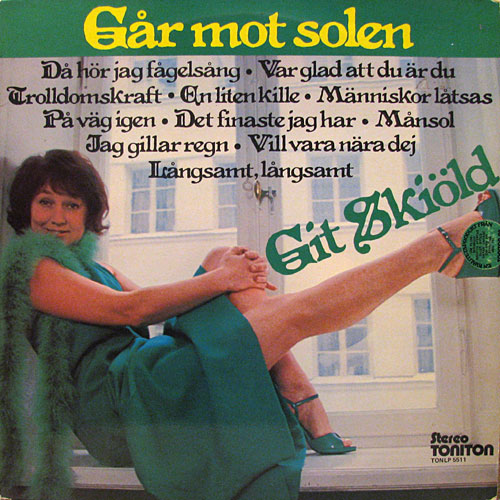 Går mot solen
Då hör jag fågelsång • Var glad att du är du
Trolldomskraft • En liten kille • Människor låtsas
På väg igen • Det finaste jag har • Månsol
Jag gillar regn • Vill vara nära dej
Långsamt, långsamt
Git Skiöld
Stereo
TONITON
TONLP 5511